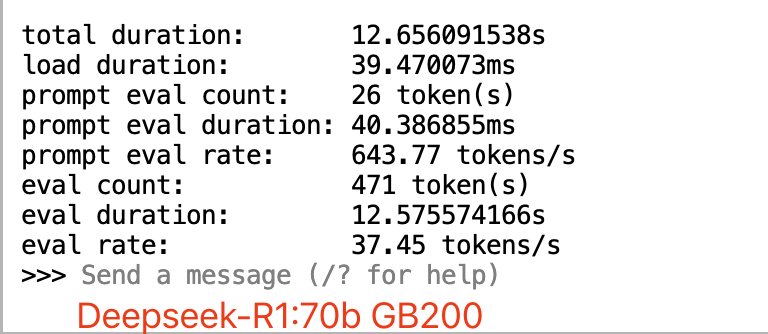 total duration: 12.656091538s
load duration: 39.470073ms
prompt eval count: 26 token(s)
prompt eval duration: 40.386855ms
prompt eval rate: 643.77 tokens/s
eval count: 471 token(s)
eval duration: 12.575574166s
eval rate: 37.45 tokens/s
>>> Send a message (/? for help)
Deepseek-R1:70b GB200